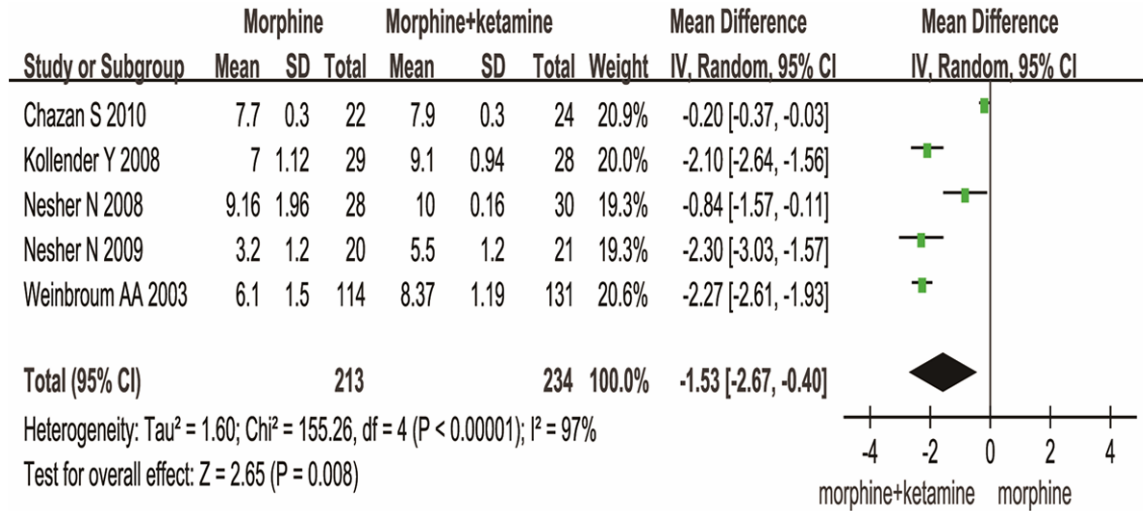 Morphine Morphine+ketamine Mean Difference Mean Difference
Study or Subgroup Mean SD Total Mean SD Total Weight IV, Random, 95% CI IV, Random, 95% CI
Chazan S 2010 7.7 0.3 22 7.9 0.3 24 20.9% -0.20 [-0.37, -0.03]
Kollender Y 2008 7 1.12 29 9.1 0.94 28 20.0% -2.10 [-2.64, -1.56]
Nesher N 2008 9.16 1.96 28 10 0.16 30 19.3% -0.84 [-1.57, -0.11]
Nesher N 2009 3.2 1.2 20 5.5 1.2 21 19.3% -2.30 [-3.03, -1.57]
Weinbroum AA 2003 6.1 1.5 114 8.37 1.19 131 20.6% -2.27 [-2.61, -1.93]
Total (95% CI) 213 234 100.0% -1.53 [-2.67, -0.40]
Heterogeneity: Tau² = 1.60; Chi² = 155.26, df = 4 (P < 0.00001); I² = 97%
Test for overall effect: Z = 2.65 (P = 0.008)
-4 -2 0 2 4
morphine+ketamine morphine